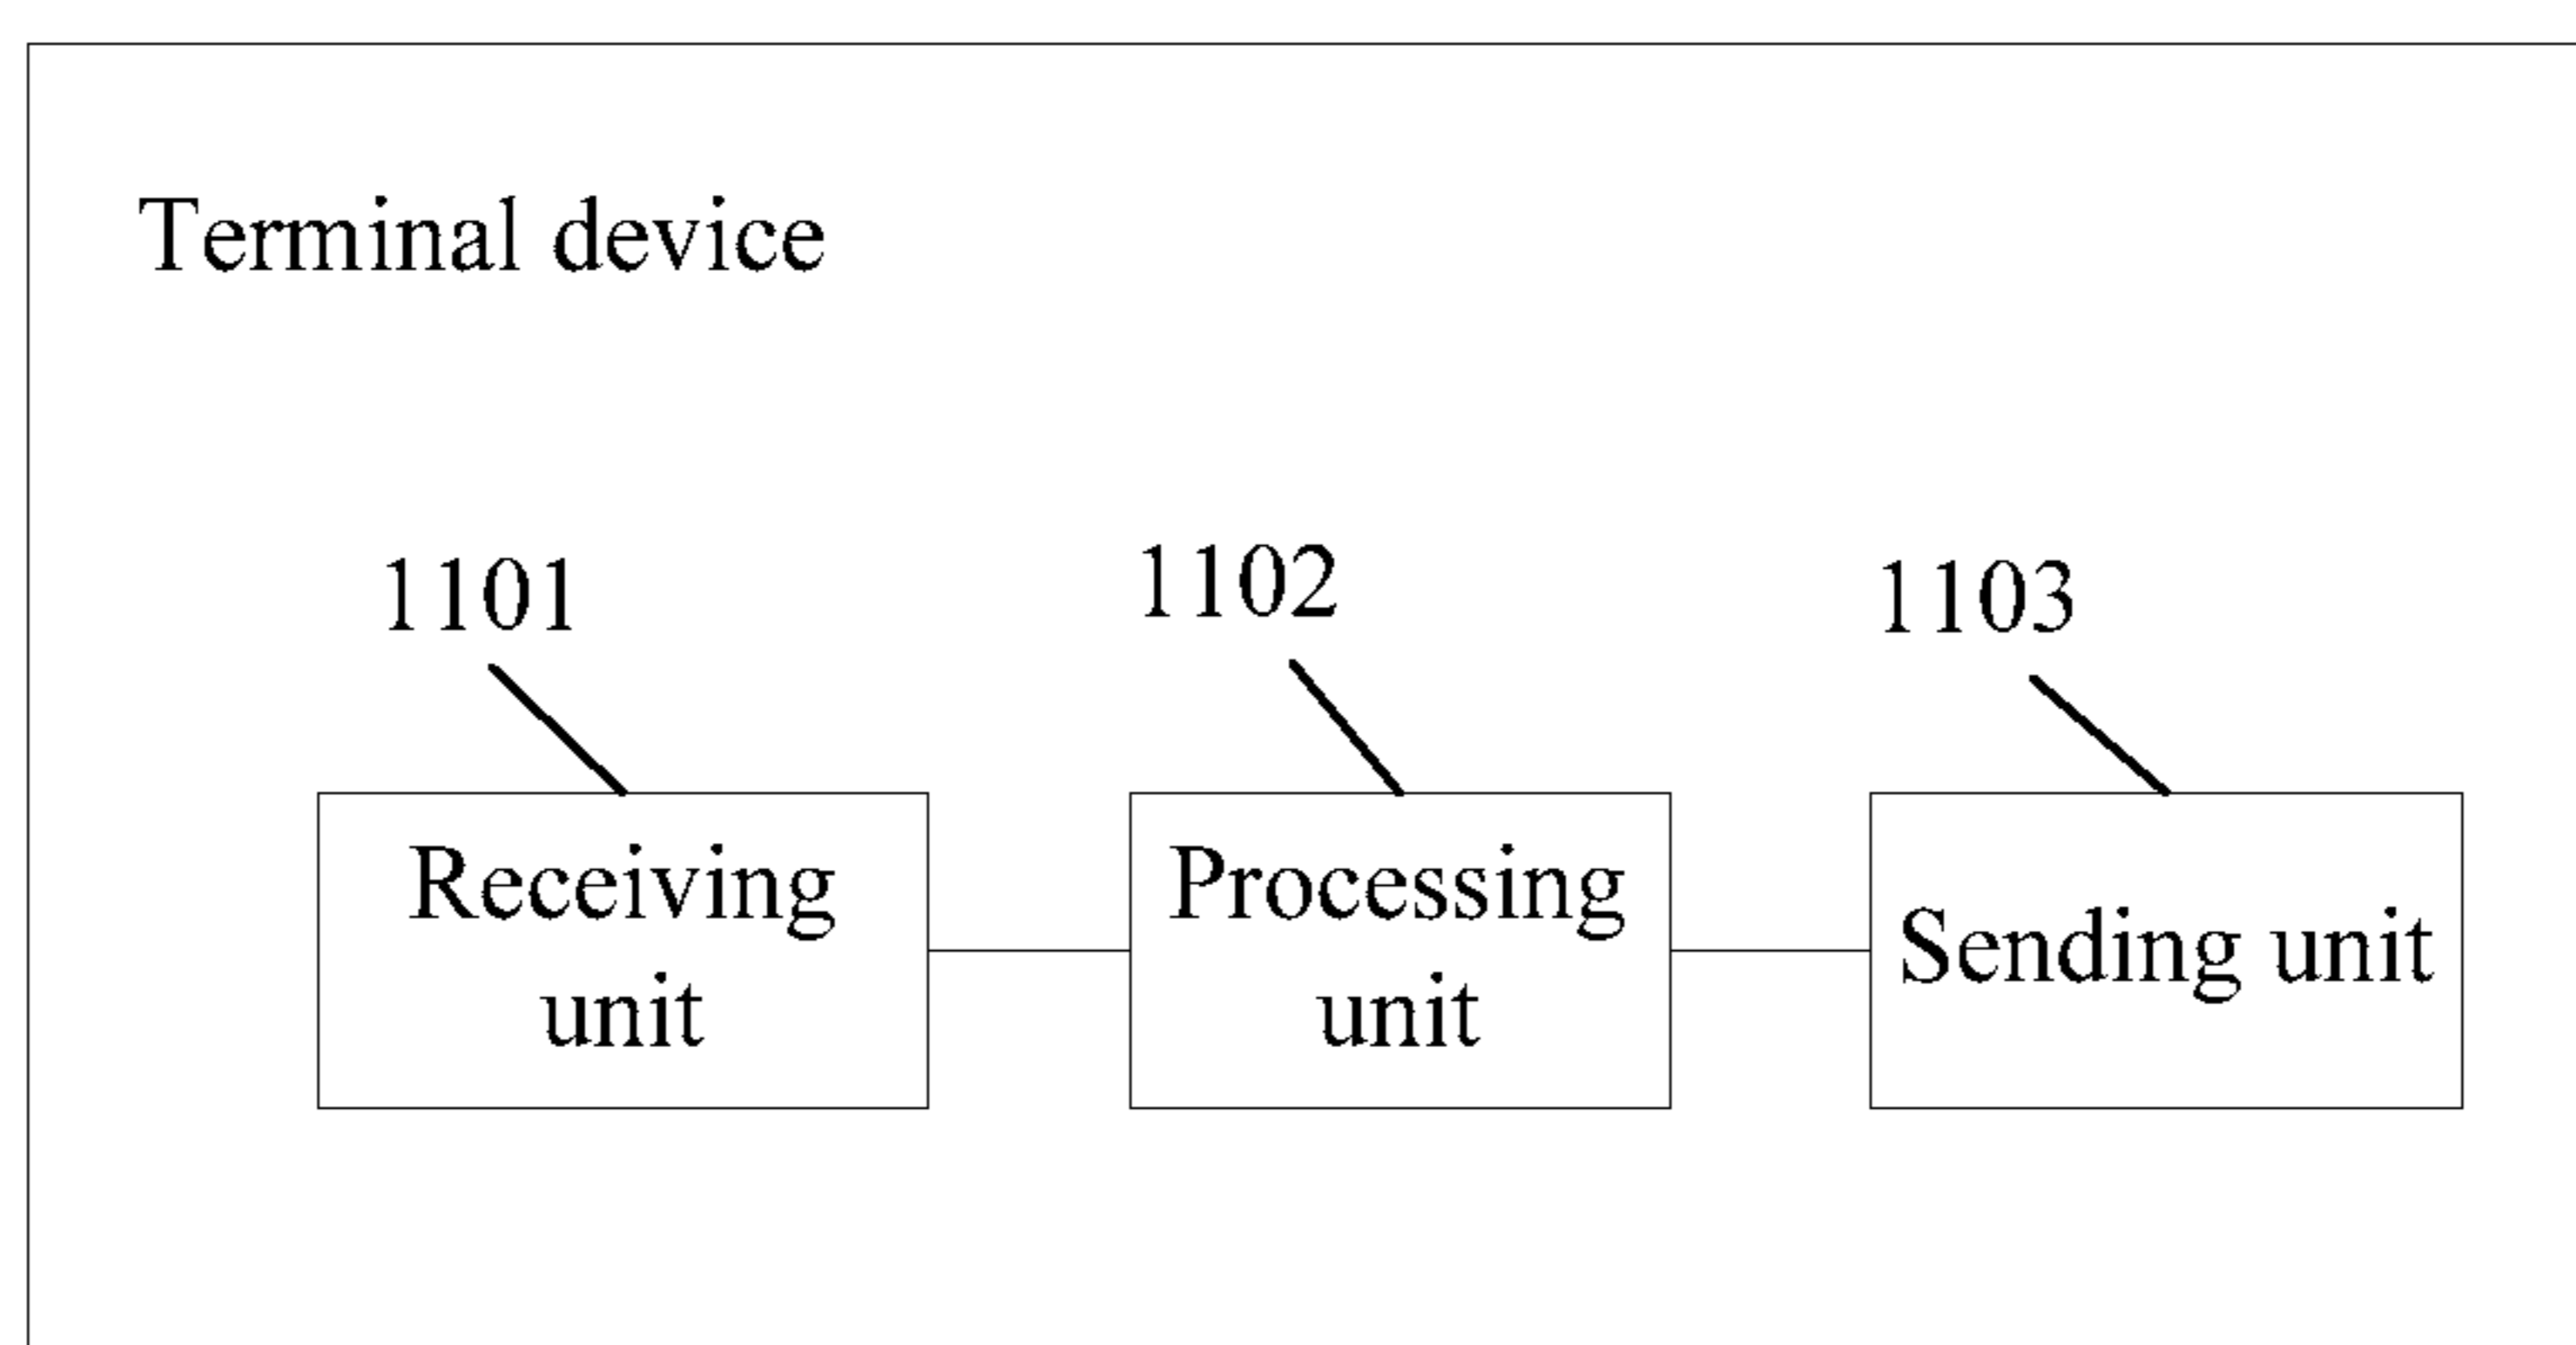 Terminal device
1101
1102
1103
Receiving
unit
Processing
unit
Sending unit